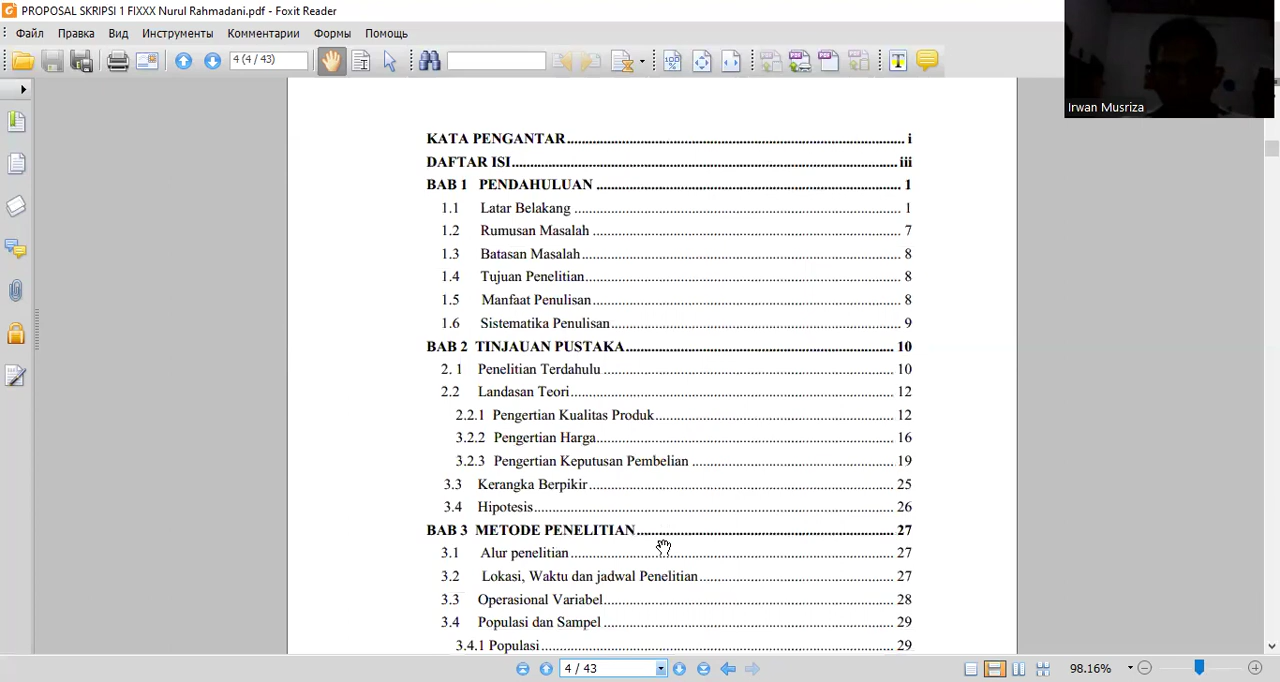 PROPOSAL SKRIPSI 1 FIXXX Nurul Rahmadani.pdf - Foxit Reader
Файл Правка Вид Инструменты Комментарии Формы Помощь
4 (4 / 43)
Irwan Musriza
KATA PENGANTAR i
DAFTAR ISI iii
BAB 1 PENDAHULUAN 1
1.1 Latar Belakang 1
1.2 Rumusan Masalah 7
1.3 Batasan Masalah 8
1.4 Tujuan Penelitian 8
1.5 Manfaat Penulisan 8
1.6 Sistematika Penulisan 9
BAB 2 TINJAUAN PUSTAKA 10
2. 1 Penelitian Terdahulu 10
2.2 Landasan Teori 12
2.2.1 Pengertian Kualitas Produk 12
3.2.2 Pengertian Harga 16
3.2.3 Pengertian Keputusan Pembelian 19
3.3 Kerangka Berpikir 25
3.4 Hipotesis 26
BAB 3 METODE PENELITIAN 27
3.1 Alur penelitian 27
3.2 Lokasi, Waktu dan jadwal Penelitian 27
3.3 Operasional Variabel 28
3.4 Populasi dan Sampel 29
3.4.1 Populasi 29
4 / 43
98.16%